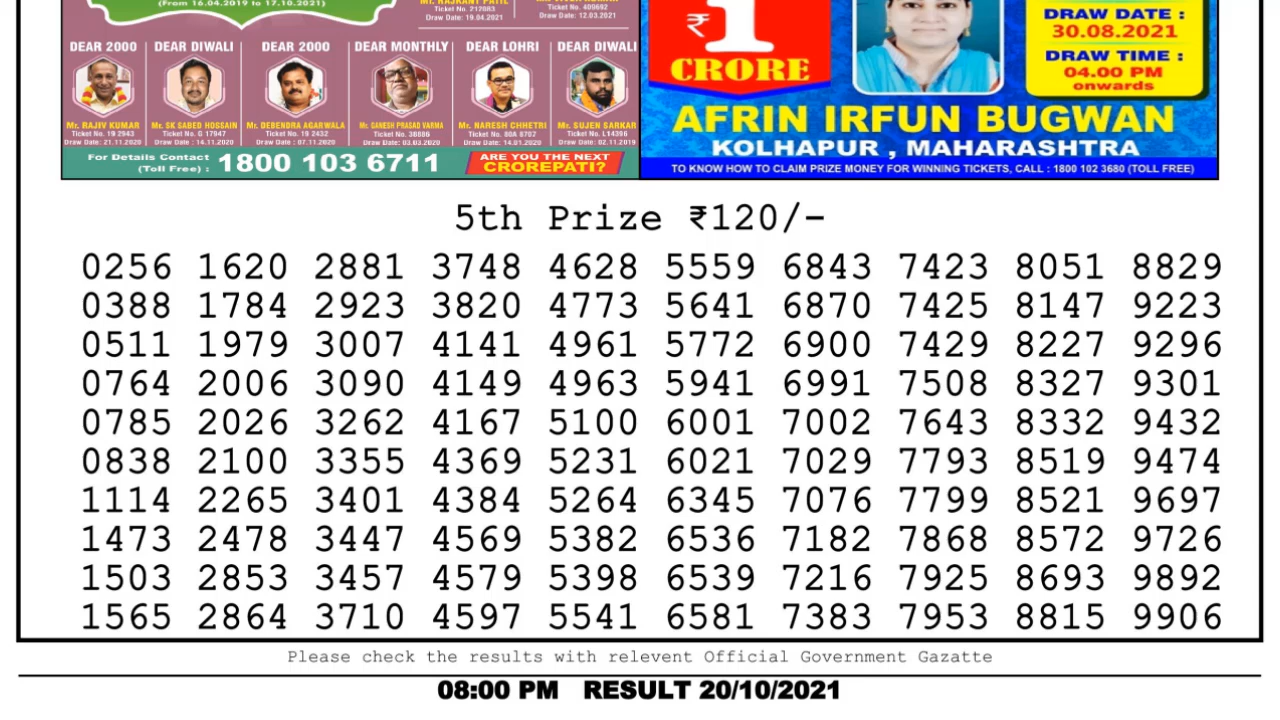 (From 16.04.2019 to 17.10.2021)
Mr. RAJKANT PATIL
Ticket No. 212683
Draw Date: 19.04.2021
Ticket No. 409692
Draw Date: 12.03.2021
DEAR 2000
Mr. RAJIV KUMAR
Ticket No. 19 2943
Draw Date: 21.11.2020
DEAR DIWALI
Mr. SK SABED HOSSAIN
Ticket No. G 17947
Draw Date : 14.11.2020
DEAR 2000
Mr. DEBENDRA AGARWALA
Ticket No. 19 2432
Draw Date : 07.11.2020
DEAR MONTHLY
Mr. GANESH PRASAD VARMA
Ticket No. 38886
Draw Date: 03.03.2020
DEAR LOHRI
Mr. NARESH CHHETRI
Ticket No. 80A 8707
Draw Date: 14.01.2020
DEAR DIWALI
Mr. SUJEN SARKAR
Ticket No. L14396
Draw Date: 02.11.2019
For Details Contact
(Toll Free) : 1800 103 6711
ARE YOU THE NEXT
CROREPATI?
₹1
CRORE
DRAW DATE :
30.08.2021
DRAW TIME :
04.00 PM
onwards
AFRIN IRFUN BUGWAN
KOLHAPUR , MAHARASHTRA
TO KNOW HOW TO CLAIM PRIZE MONEY FOR WINNING TICKETS, CALL : 1800 102 3680 (TOLL FREE)
5th Prize ₹120/-
0256 1620 2881 3748 4628 5559 6843 7423 8051 8829
0388 1784 2923 3820 4773 5641 6870 7425 8147 9223
0511 1979 3007 4141 4961 5772 6900 7429 8227 9296
0764 2006 3090 4149 4963 5941 6991 7508 8327 9301
0785 2026 3262 4167 5100 6001 7002 7643 8332 9432
0838 2100 3355 4369 5231 6021 7029 7793 8519 9474
1114 2265 3401 4384 5264 6345 7076 7799 8521 9697
1473 2478 3447 4569 5382 6536 7182 7868 8572 9726
1503 2853 3457 4579 5398 6539 7216 7925 8693 9892
1565 2864 3710 4597 5541 6581 7383 7953 8815 9906
Please check the results with relevent Official Government Gazatte
08:00 PM RESULT 20/10/2021